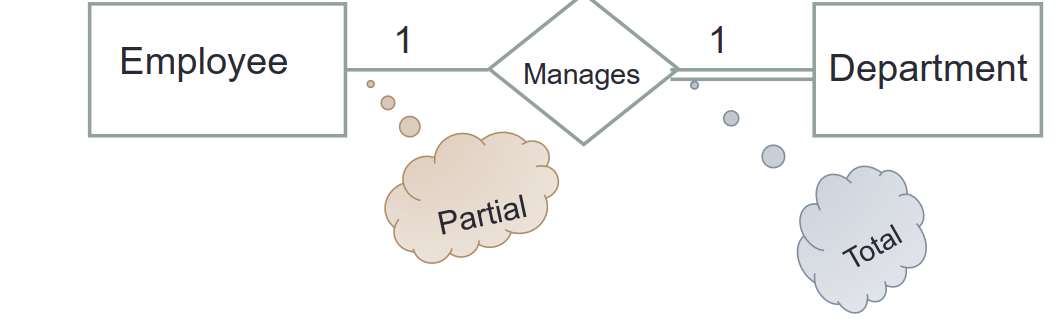 1
1
Employee
Manages
Department
Partial
Total